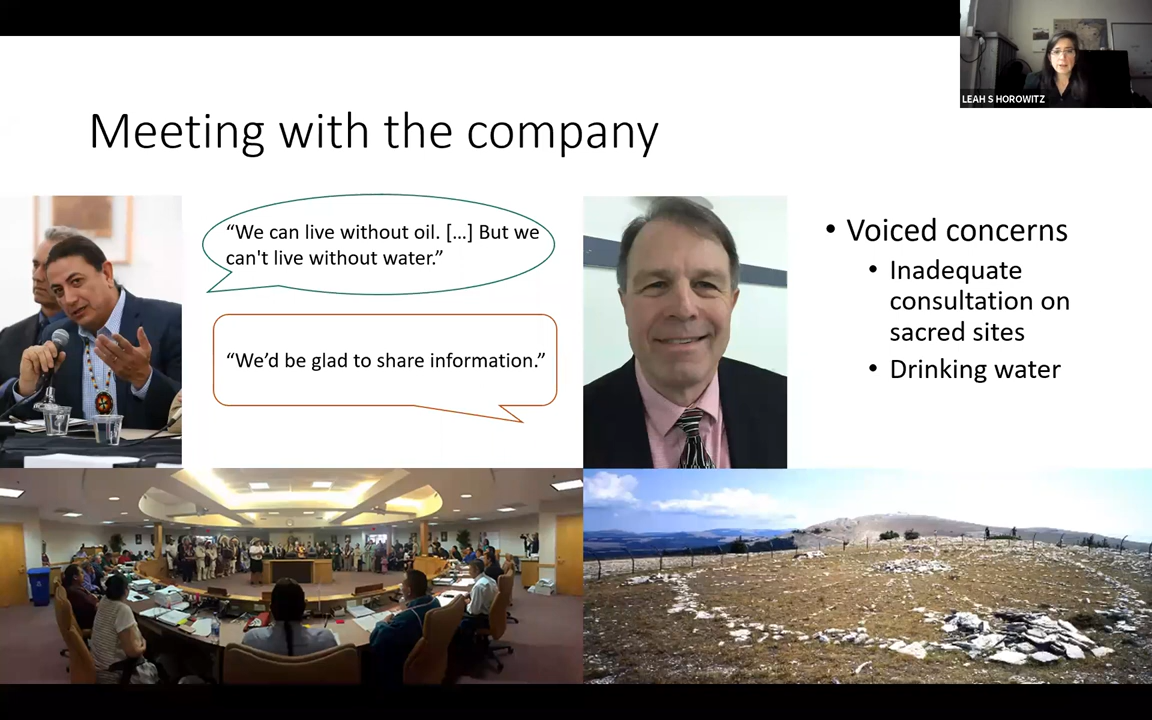 LEAH S HOROWITZ
Meeting with the company
“We can live without oil. […] But we
can't live without water.”
“We’d be glad to share information.”
• Voiced concerns
• Inadequate
consultation on
sacred sites
• Drinking water